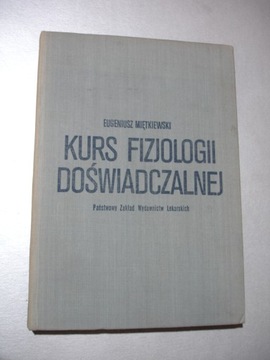 EUGENIUSZ MIĘTKIEWSKI
KURS FIZJOLOGII
DOŚWIADCZALNEJ
Państwowy Zakład Wydawnictw Lekarskich